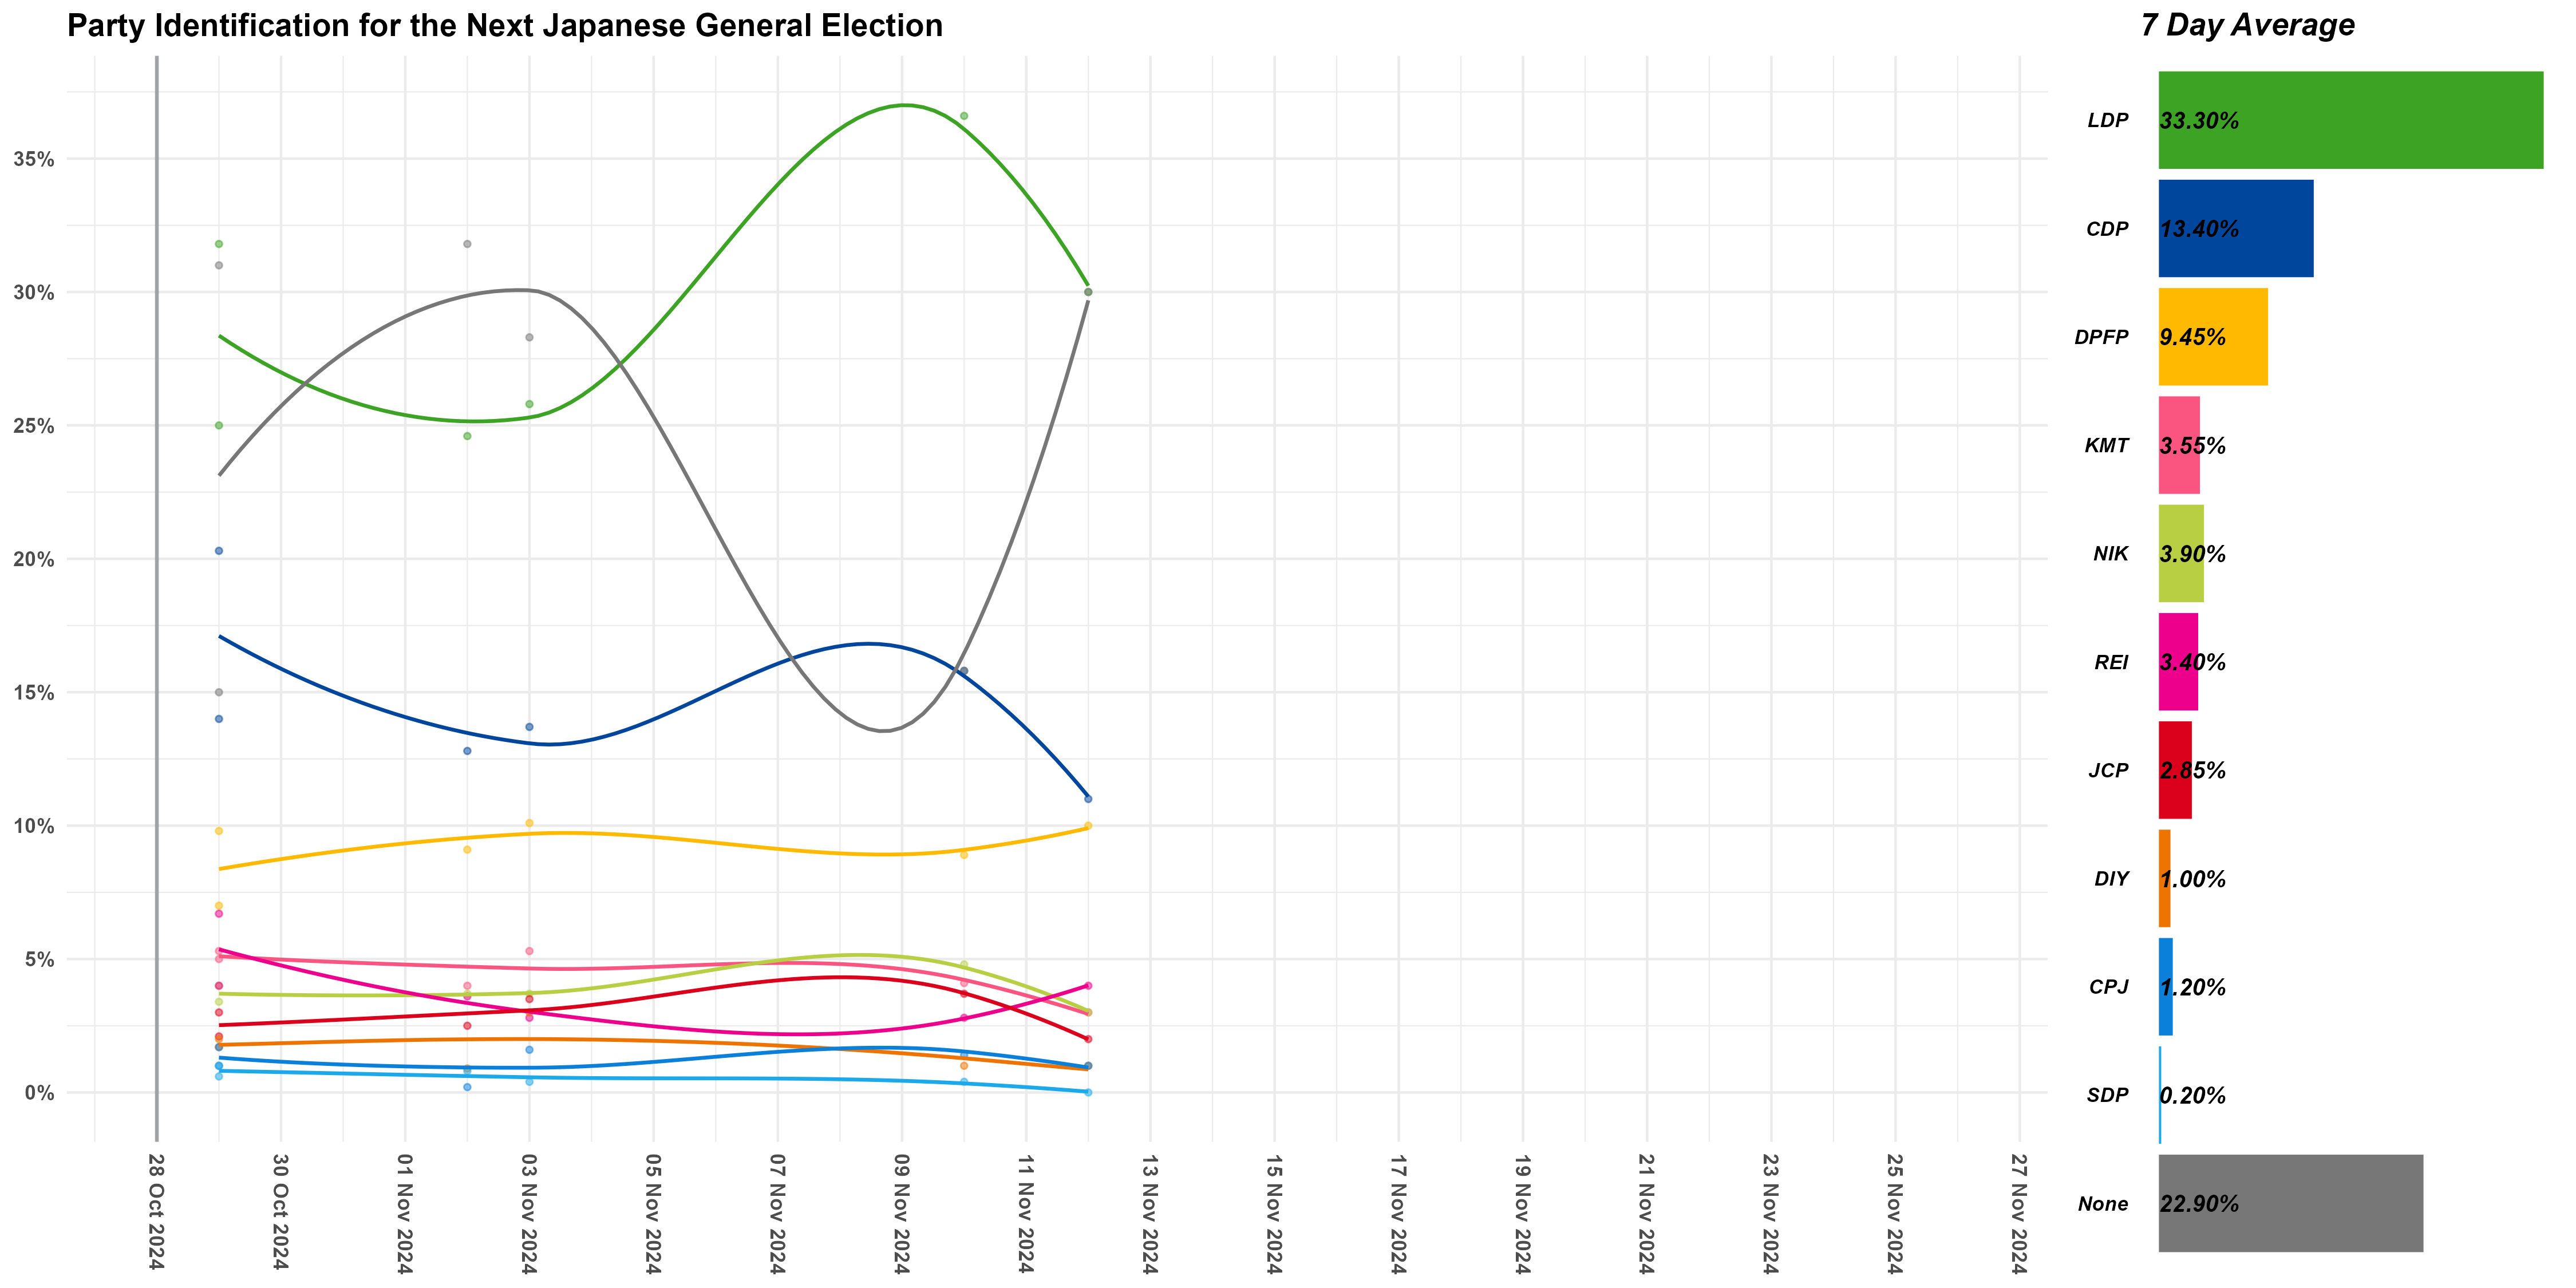 Party Identification for the Next Japanese General Election
7 Day Average
35%
30%
25%
20%
15%
10%
5%
0%
28 Oct 2024
30 Oct 2024
01 Nov 2024
03 Nov 2024
05 Nov 2024
07 Nov 2024
09 Nov 2024
11 Nov 2024
13 Nov 2024
15 Nov 2024
17 Nov 2024
19 Nov 2024
21 Nov 2024
23 Nov 2024
25 Nov 2024
27 Nov 2024
LDP 33.30%
CDP 13.40%
DPFP 9.45%
KMT 3.55%
NIK 3.90%
REI 3.40%
JCP 2.85%
DIY 1.00%
CPJ 1.20%
SDP 0.20%
None 22.90%